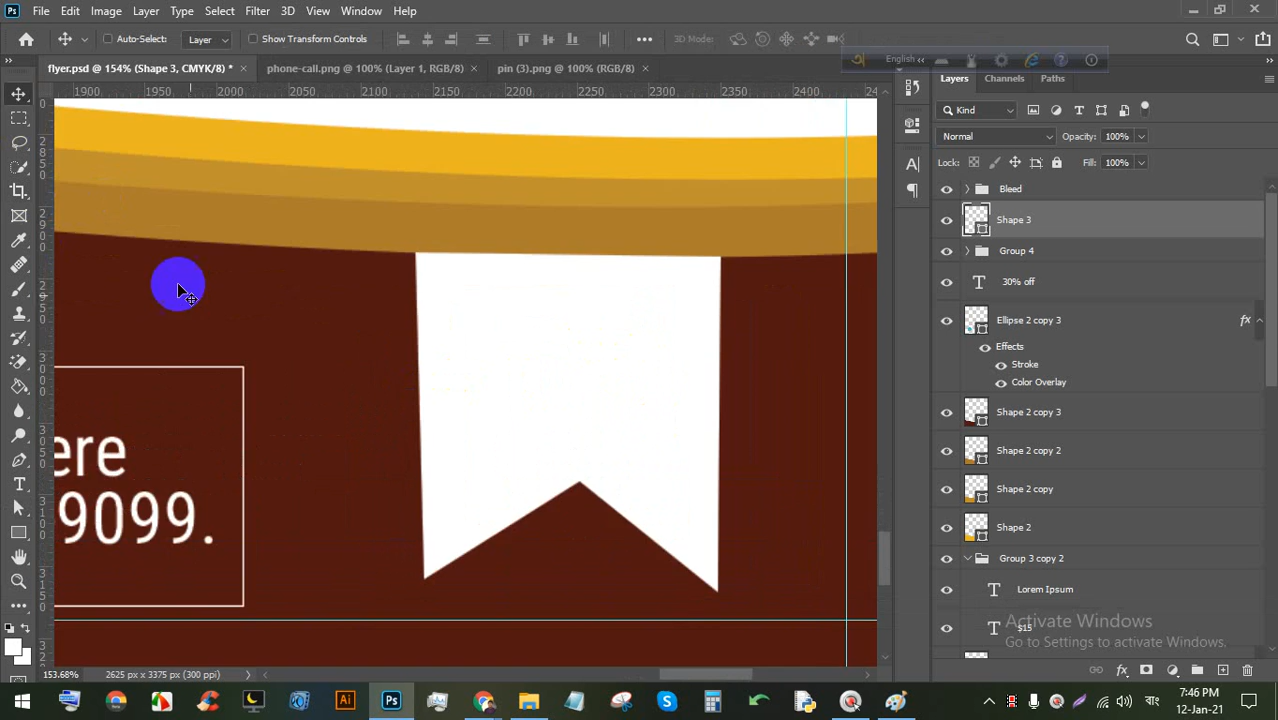 Ps File Edit Image Layer Type Select Filter 3D View Window Help
Auto-Select: Layer Show Transform Controls 3D Mode:
English
flyer.psd @ 154% (Shape 3, CMYK/8) * × phone-call.png @ 100% (Layer 1, RGB/8) × pin (3).png @ 100% (RGB/8) ×
1900 1950 2000 2050 2100 2150 2200 2250 2300 2350 2400
Layers Channels Paths
Kind
Normal Opacity: 100%
Lock: Fill: 100%
Bleed
Shape 3
Group 4
30% off
Ellipse 2 copy 3 fx
Effects
Stroke
Color Overlay
Shape 2 copy 3
Shape 2 copy 2
Shape 2 copy
Shape 2
Group 3 copy 2
Lorem Ipsum
$15
ere
9099.
Activate Windows
Go to Settings to activate Windows.
153.68% 2625 px x 3375 px (300 ppi)
7:46 PM
12-Jan-21
বাং